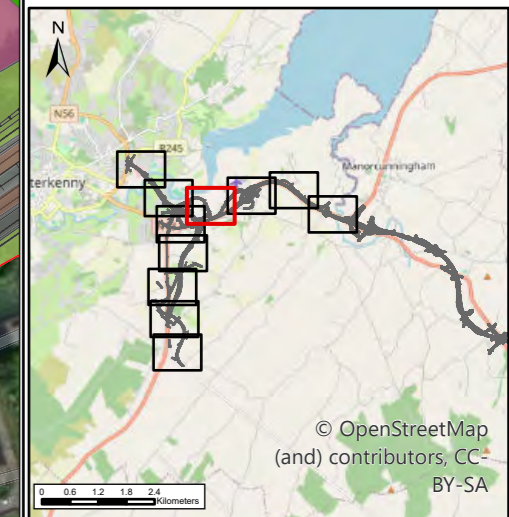 N
N56
R245
terkenny
Manorcunningham
© OpenStreetMap
(and) contributors, CC-
BY-SA
0 0.6 1.2 1.8 2.4
Kilometers